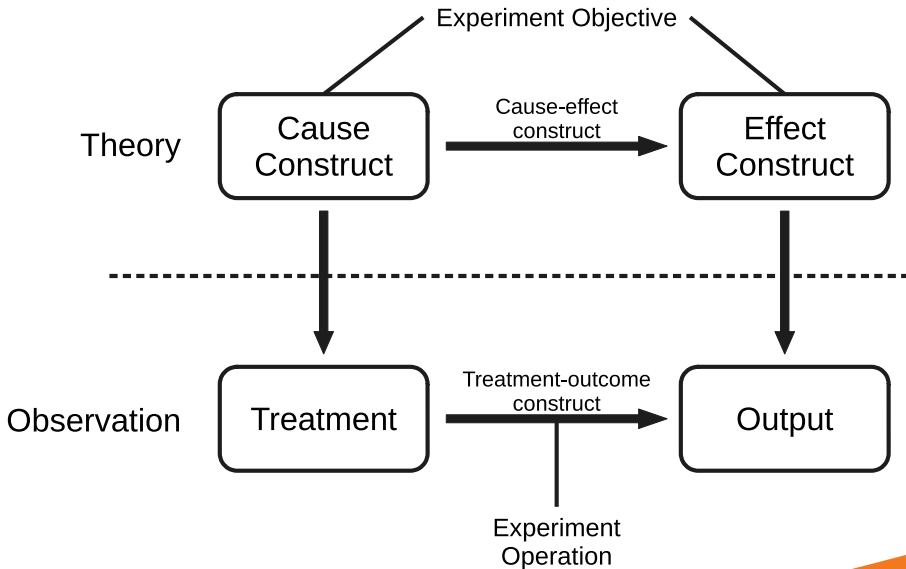 Experiment Objective
Theory
Cause
Construct
Cause-effect
construct
Effect
Construct
Observation
Treatment
Treatment-outcome
construct
Output
Experiment
Operation